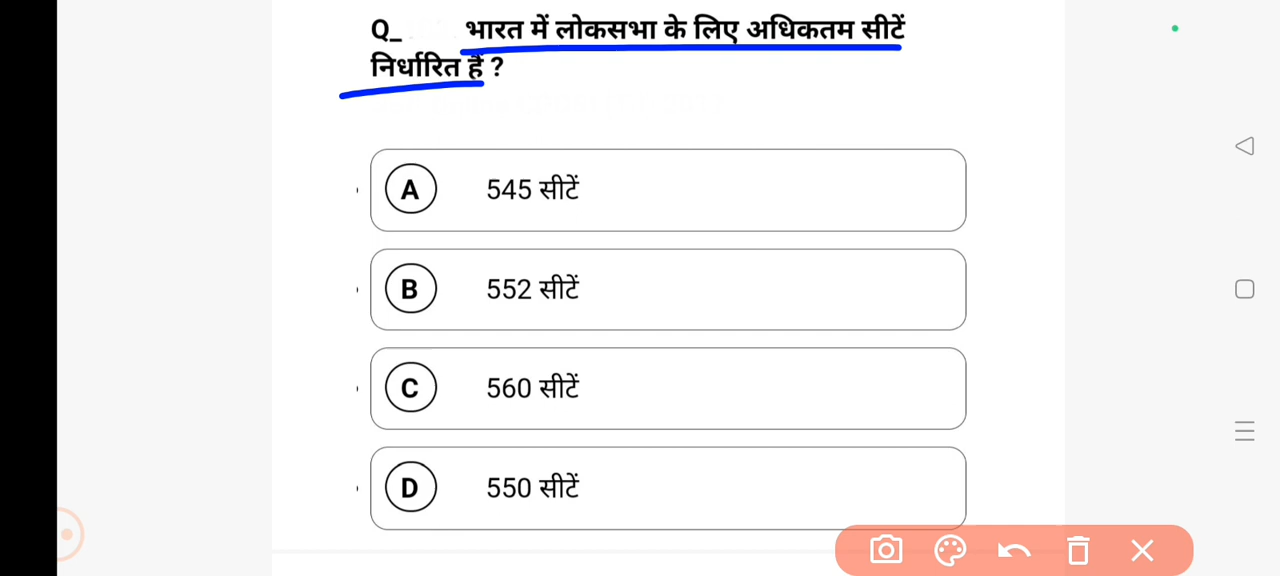 Q_ भारत में लोकसभा के लिए अधिकतम सीटें
निर्धारित हैं ?
A 545 सीटें
B 552 सीटें
C 560 सीटें
D 550 सीटें